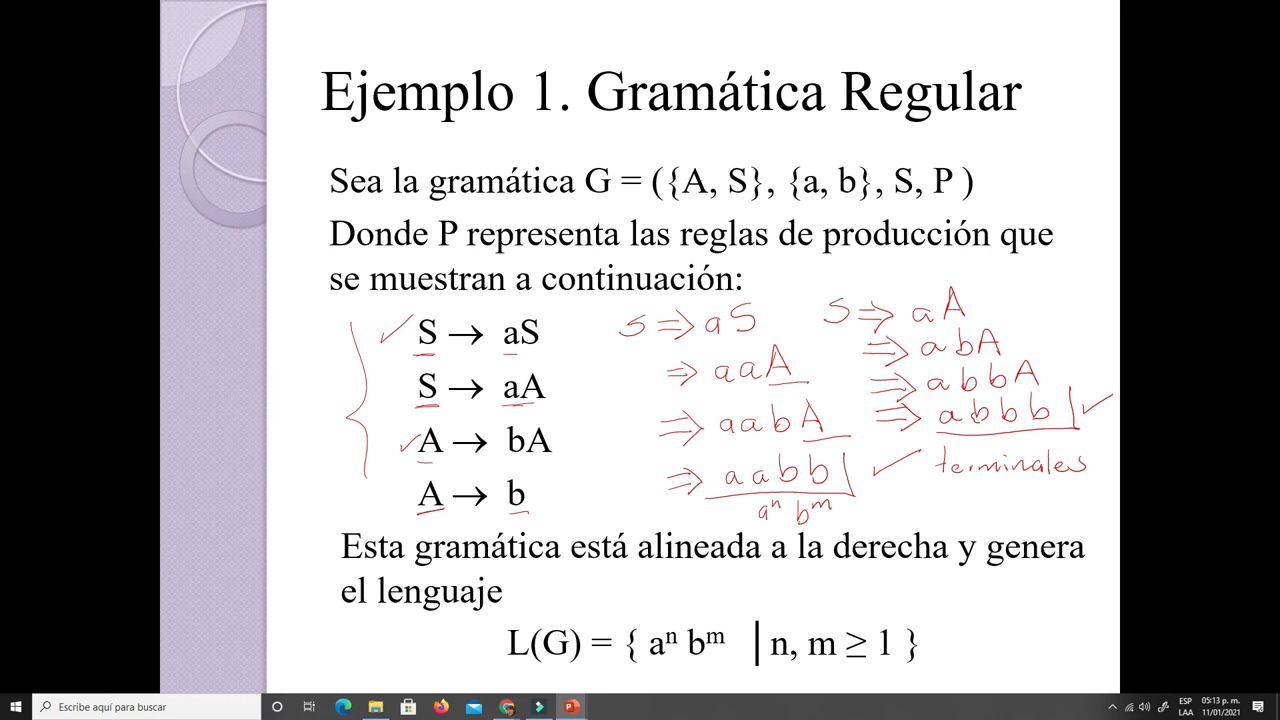 Ejemplo 1. Gramática Regular
Sea la gramática G = ({A, S}, {a, b}, S, P )
Donde P representa las reglas de producción que
se muestran a continuación:
S → aS
S → aA
A → bA
A → b
S ⇒ aS
⇒ aaA
⇒ aabA
⇒ aabb
aⁿ bᵐ
S ⇒ aA
⇒ abA
⇒ abbA
⇒ abbb
terminales
Esta gramática está alineada a la derecha y genera
el lenguaje
L(G) = { aⁿ bᵐ | n, m ≥ 1 }
Escribe aquí para buscar
ESP
LAA
05:13 p. m.
11/01/2021